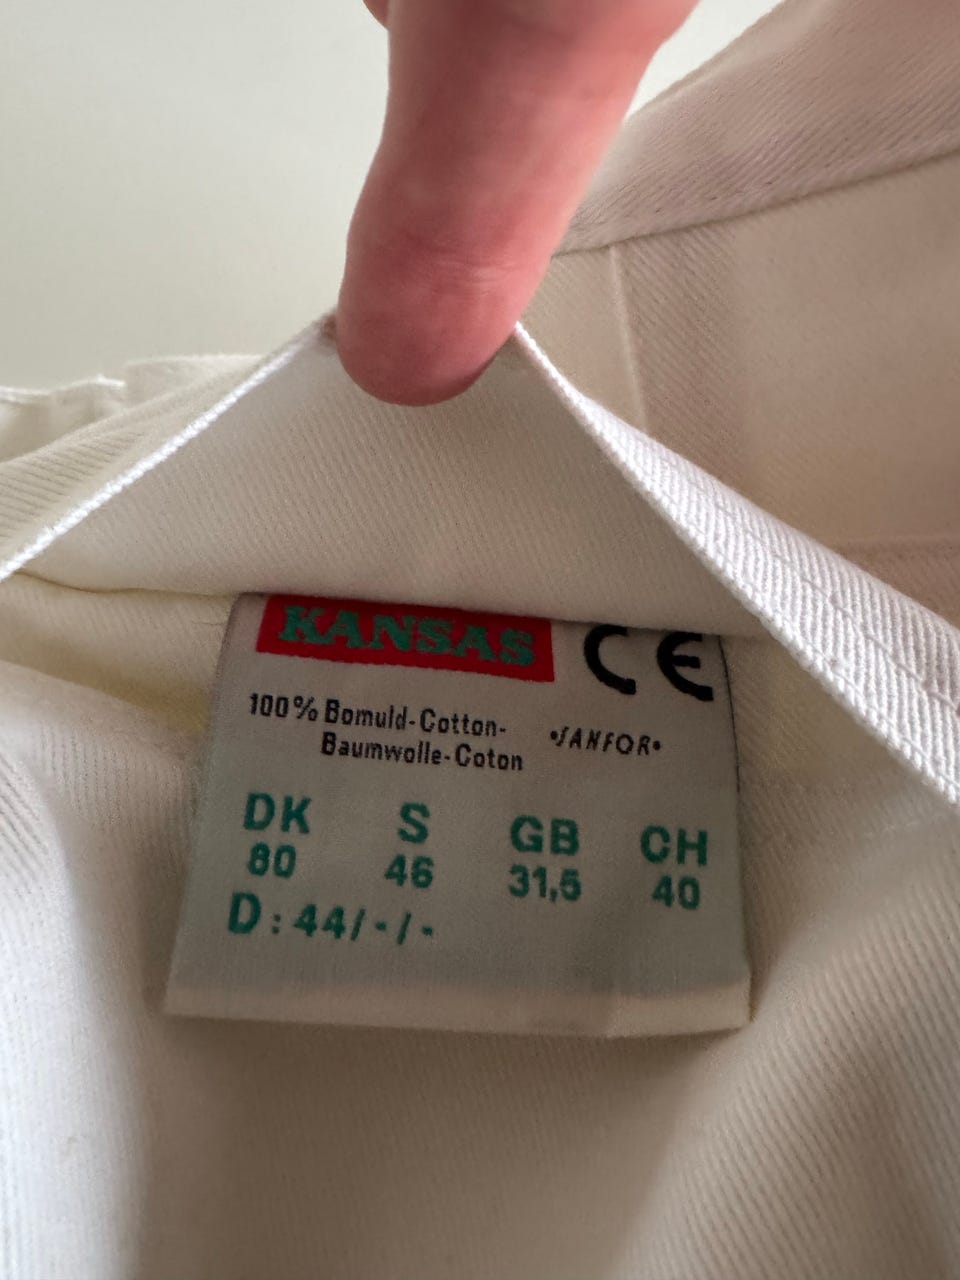 KANSAS CE
100% Bomuld-Cotton-
Baumwolle-Coton
•SANFOR•
DK S GB CH
80 46 31,5 40
D: 44/-/-